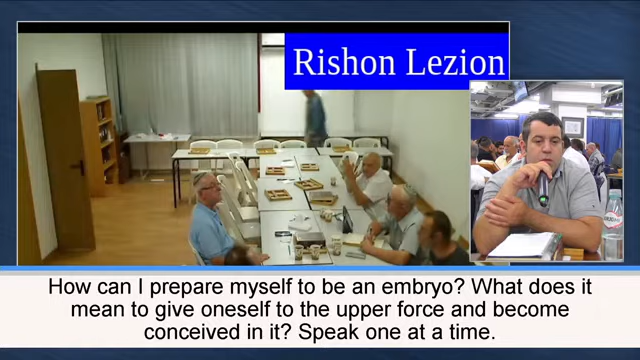 Rishon Lezion
How can I prepare myself to be an embryo? What does it
mean to give oneself to the upper force and become
conceived in it? Speak one at a time.